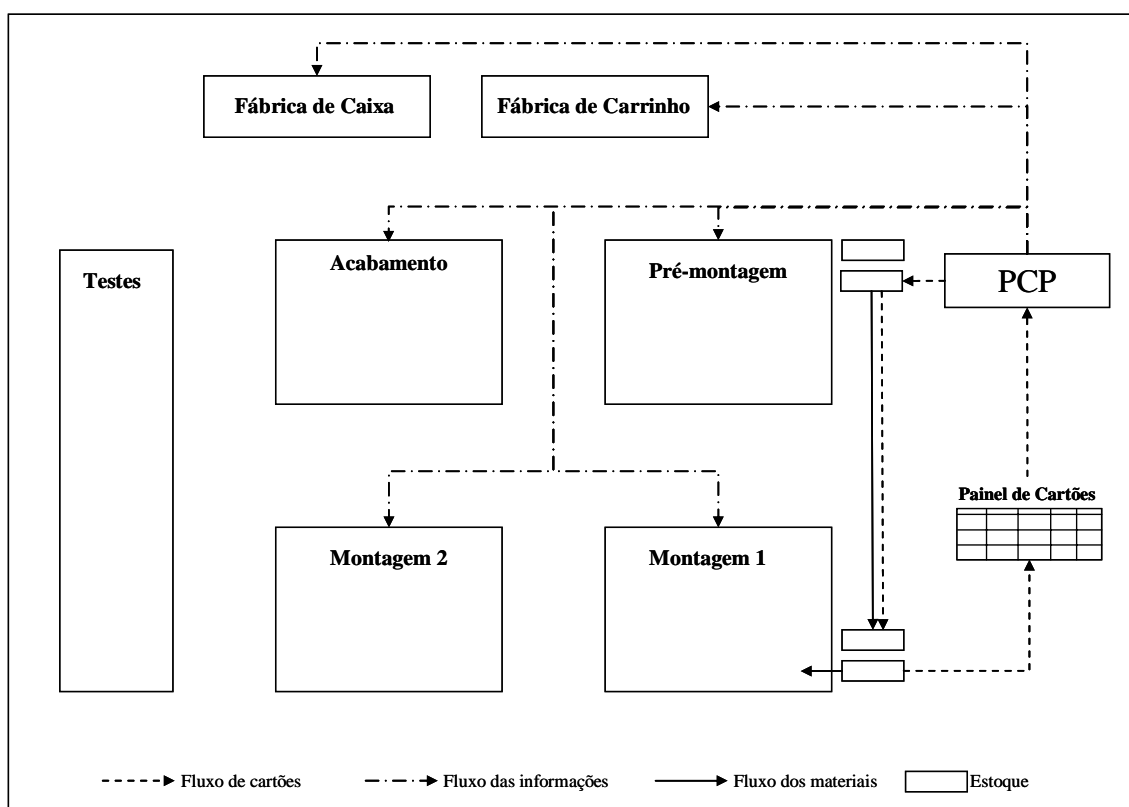 Fábrica de Caixa
Fábrica de Carrinho
Testes
Acabamento
Pré-montagem
PCP
Painel de Cartões
Montagem 2
Montagem 1
Fluxo de cartões
Fluxo das informações
Fluxo dos materiais
Estoque